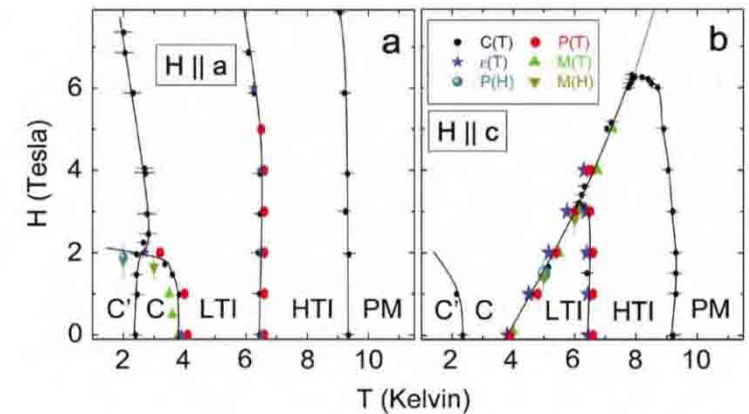 a
H || a
C' C LTI HTI PM
b
C(T) P(T)
ε(T) M(T)
P(H) M(H)
H || c
C' C LTI HTI PM
H (Tesla)
0 2 4 6
2 4 6 8 10
2 4 6 8 10
T (Kelvin)